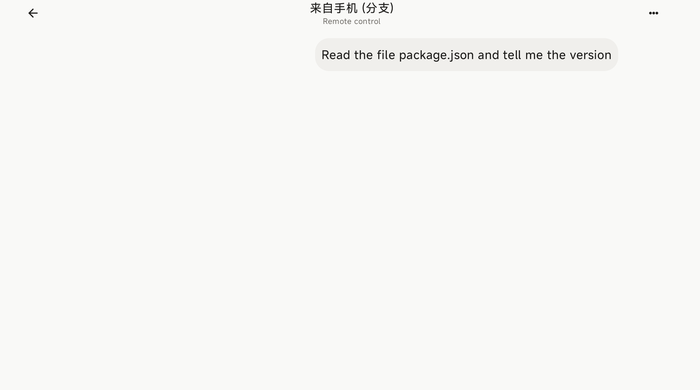 来自手机 (分支)
Remote control
Read the file package.json and tell me the version